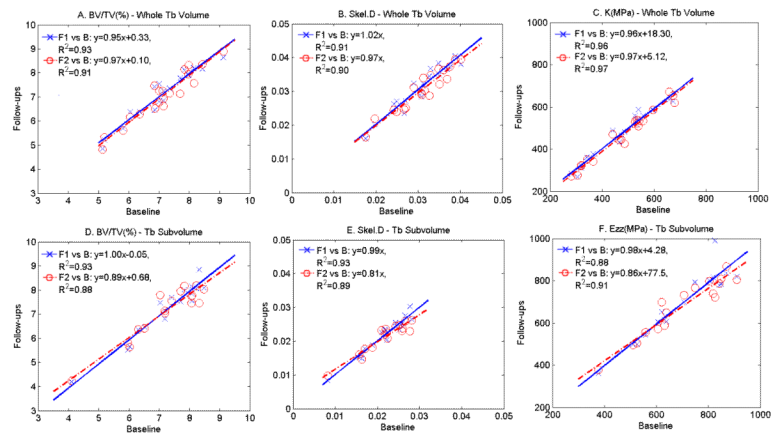 A. BV/TV(%) - Whole Tb Volume
F1 vs B: y=0.95x+0.33,
R²=0.93
F2 vs B: y=0.97x+0.10,
R²=0.91
Follow-ups
10
9
8
7
6
5
4
3
3 4 5 6 7 8 9 10
Baseline
B. Skel.D - Whole Tb Volume
F1 vs B: y=1.02x,
R²=0.91
F2 vs B: y=0.97x,
R²=0.90
Follow-ups
0.05
0.04
0.03
0.02
0.01
0
0 0.01 0.02 0.03 0.04 0.05
Baseline
C. K(MPa) - Whole Tb Volume
F1 vs B: y=0.96x+18.30,
R²=0.96
F2 vs B: y=0.97x+5.12,
R²=0.97
Follow-ups
1000
800
600
400
200
200 400 600 800 1000
Baseline
D. BV/TV(%) - Tb Subvolume
F1 vs B: y=1.00x-0.05,
R²=0.93
F2 vs B: y=0.89x+0.68,
R²=0.88
Follow-ups
10
9
8
7
6
5
4
3
3 4 5 6 7 8 9 10
Baseline
E. Skel.D - Tb Subvolume
F1 vs B: y=0.99x,
R²=0.93
F2 vs B: y=0.81x,
R²=0.89
Follow-ups
0.05
0.04
0.03
0.02
0.01
0
0 0.01 0.02 0.03 0.04 0.05
Baseline
F. Ezz(MPa) - Tb Subvolume
F1 vs B: y=0.98x+4.28,
R²=0.88
F2 vs B: y=0.86x+77.5,
R²=0.91
Follow-ups
1000
800
600
400
200
200 400 600 800 1000
Baseline